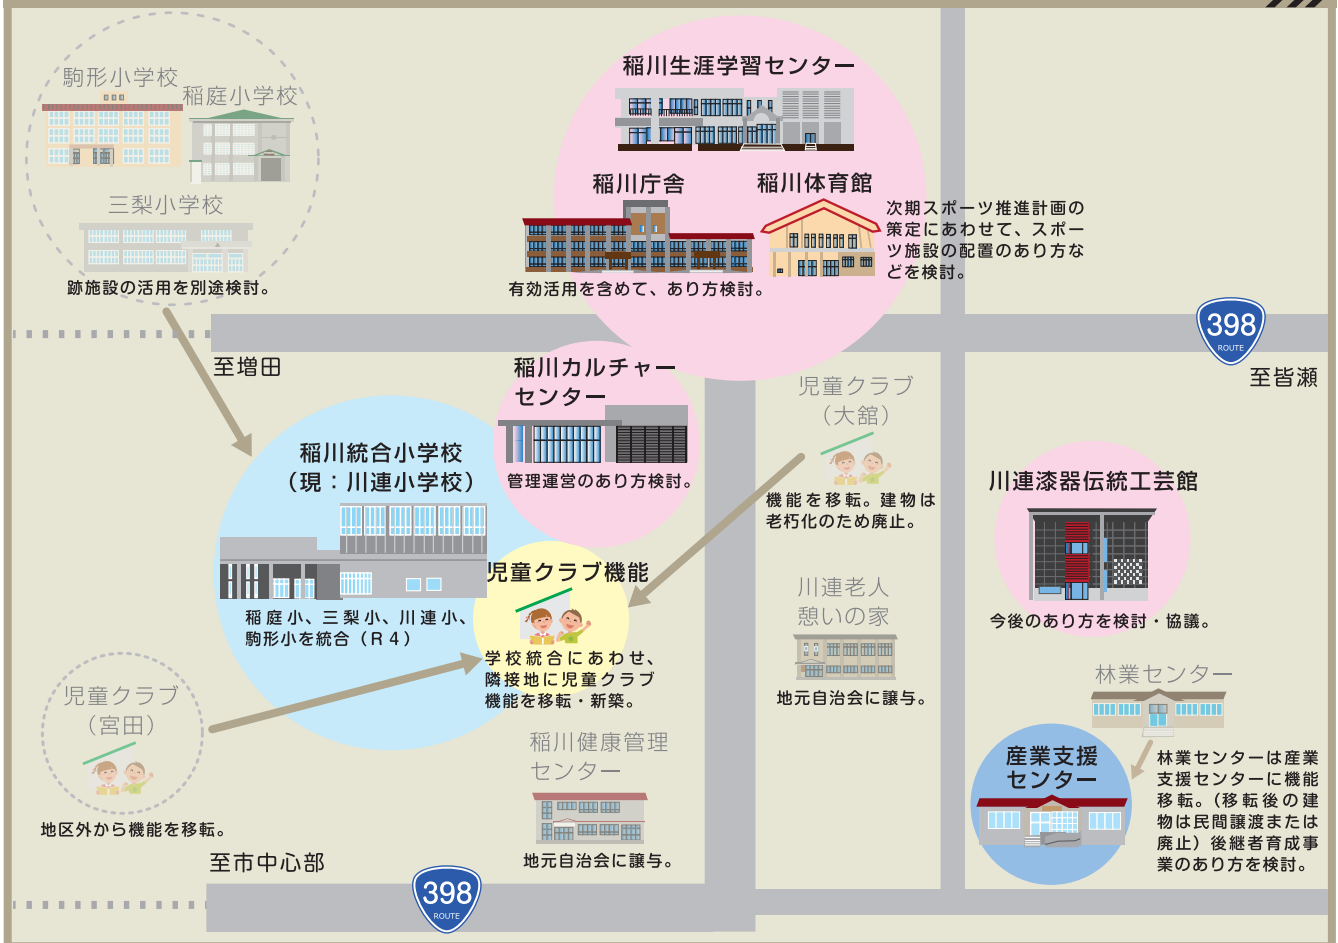 駒形小学校
稲庭小学校
三梨小学校
跡施設の活用を別途検討。
稲川生涯学習センター
稲川庁舎
有効活用を含めて、あり方検討。
稲川体育館
次期スポーツ推進計画の
策定にあわせて、スポー
ツ施設の配置のあり方な
どを検討。
398
ROUTE
至増田
至皆瀬
稲川カルチャー
センター
管理運営のあり方検討。
稲川統合小学校
（現：川連小学校）
稲庭小、三梨小、川連小、
駒形小を統合（R４）
児童クラブ機能
学校統合にあわせ、
隣接地に児童クラブ
機能を移転・新築。
児童クラブ
（大舘）
機能を移転。建物は
老朽化のため廃止。
川連漆器伝統工芸館
今後のあり方を検討・協議。
川連老人
憩いの家
地元自治会に譲与。
児童クラブ
（宮田）
地区外から機能を移転。
稲川健康管理
センター
地元自治会に譲与。
林業センター
産業支援
センター
林業センターは産業
支援センターに機能
移転。（移転後の建
物は民間譲渡または
廃止）後継者育成事
業のあり方を検討。
至市中心部
398
ROUTE